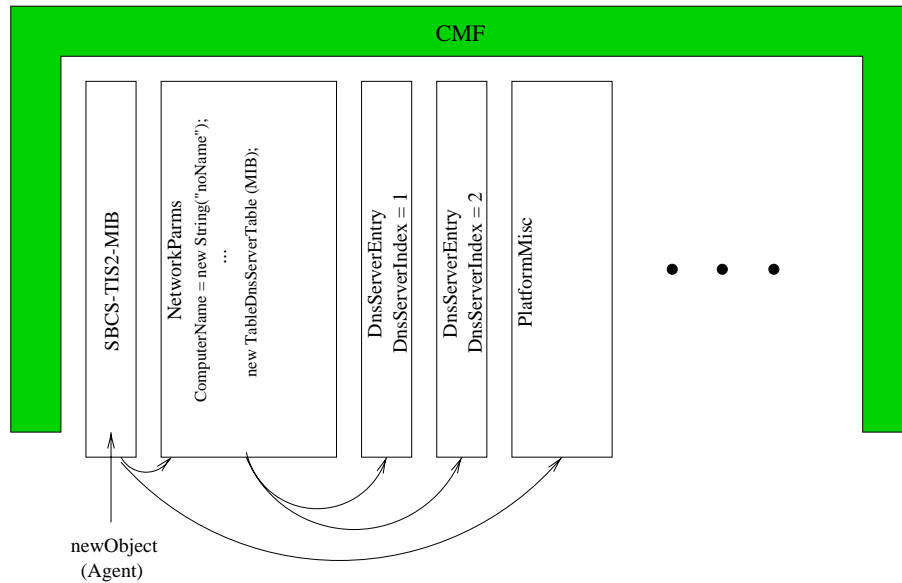 CMF
SBCS-TIS2-MIB
NetworkParms
ComputerName = new String("noName");
...
new TableDnsServerTable (MIB);
DnsServerEntry
DnsServerIndex = 1
DnsServerEntry
DnsServerIndex = 2
PlatformMisc
newObject
(Agent)